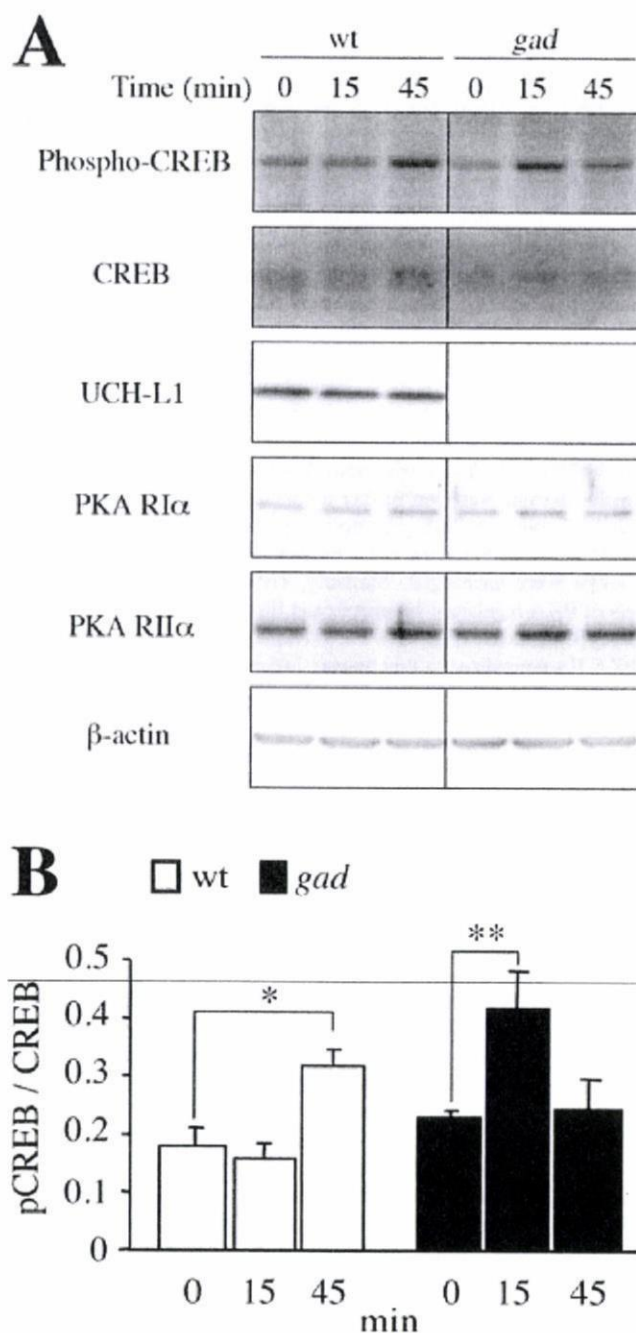 A
wt gad
Time (min) 0 15 45 0 15 45
Phospho-CREB
CREB
UCH-L1
PKA RIα
PKA RIIα
β-actin
B wt gad
pCREB / CREB
0.5
0.4
0.3
0.2
0.1
0
*
**
0 15 45 0 15 45
min